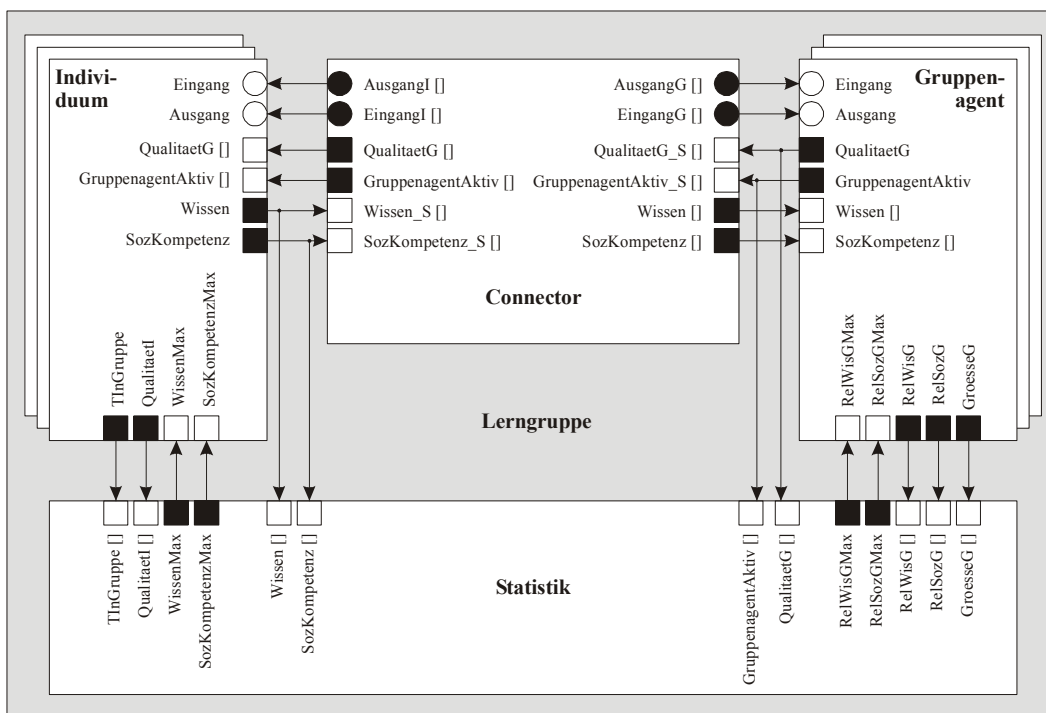 Indivi-
duum
Eingang
Ausgang
QualitaetG []
GruppenagentAktiv []
Wissen
SozKompetenz
TInGruppe
QualitaetI
WissenMax
SozKompetenzMax
AusgangI []
EingangI []
QualitaetG []
GruppenagentAktiv []
Wissen_S []
SozKompetenz_S []
AusgangG []
EingangG []
QualitaetG_S []
GruppenagentAktiv_S []
Wissen []
SozKompetenz []
Connector
Gruppen-
agent
Eingang
Ausgang
QualitaetG
GruppenagentAktiv
Wissen []
SozKompetenz []
RelWisGMax
RelSozGMax
RelWisG
RelSozG
GroesseG
Lerngruppe
TInGruppe []
QualitaetI []
WissenMax
SozKompetenzMax
Wissen []
SozKompetenz []
Statistik
GruppenagentAktiv []
QualitaetG []
RelWisGMax
RelSozGMax
RelWisG []
RelSozG []
GroesseG []